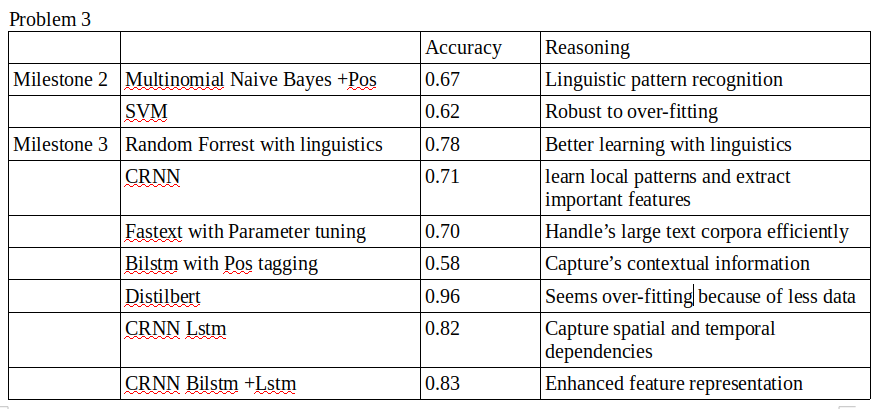 Problem 3
Accuracy Reasoning
Milestone 2 Multinomial Naive Bayes +Pos 0.67 Linguistic pattern recognition
SVM 0.62 Robust to over-fitting
Milestone 3 Random Forrest with linguistics 0.78 Better learning with linguistics
CRNN 0.71 learn local patterns and extract
important features
Fastext with Parameter tuning 0.70 Handle’s large text corpora efficiently
Bilstm with Pos tagging 0.58 Capture’s contextual information
Distilbert 0.96 Seems over-fitting because of less data
CRNN Lstm 0.82 Capture spatial and temporal
dependencies
CRNN Bilstm +Lstm 0.83 Enhanced feature representation